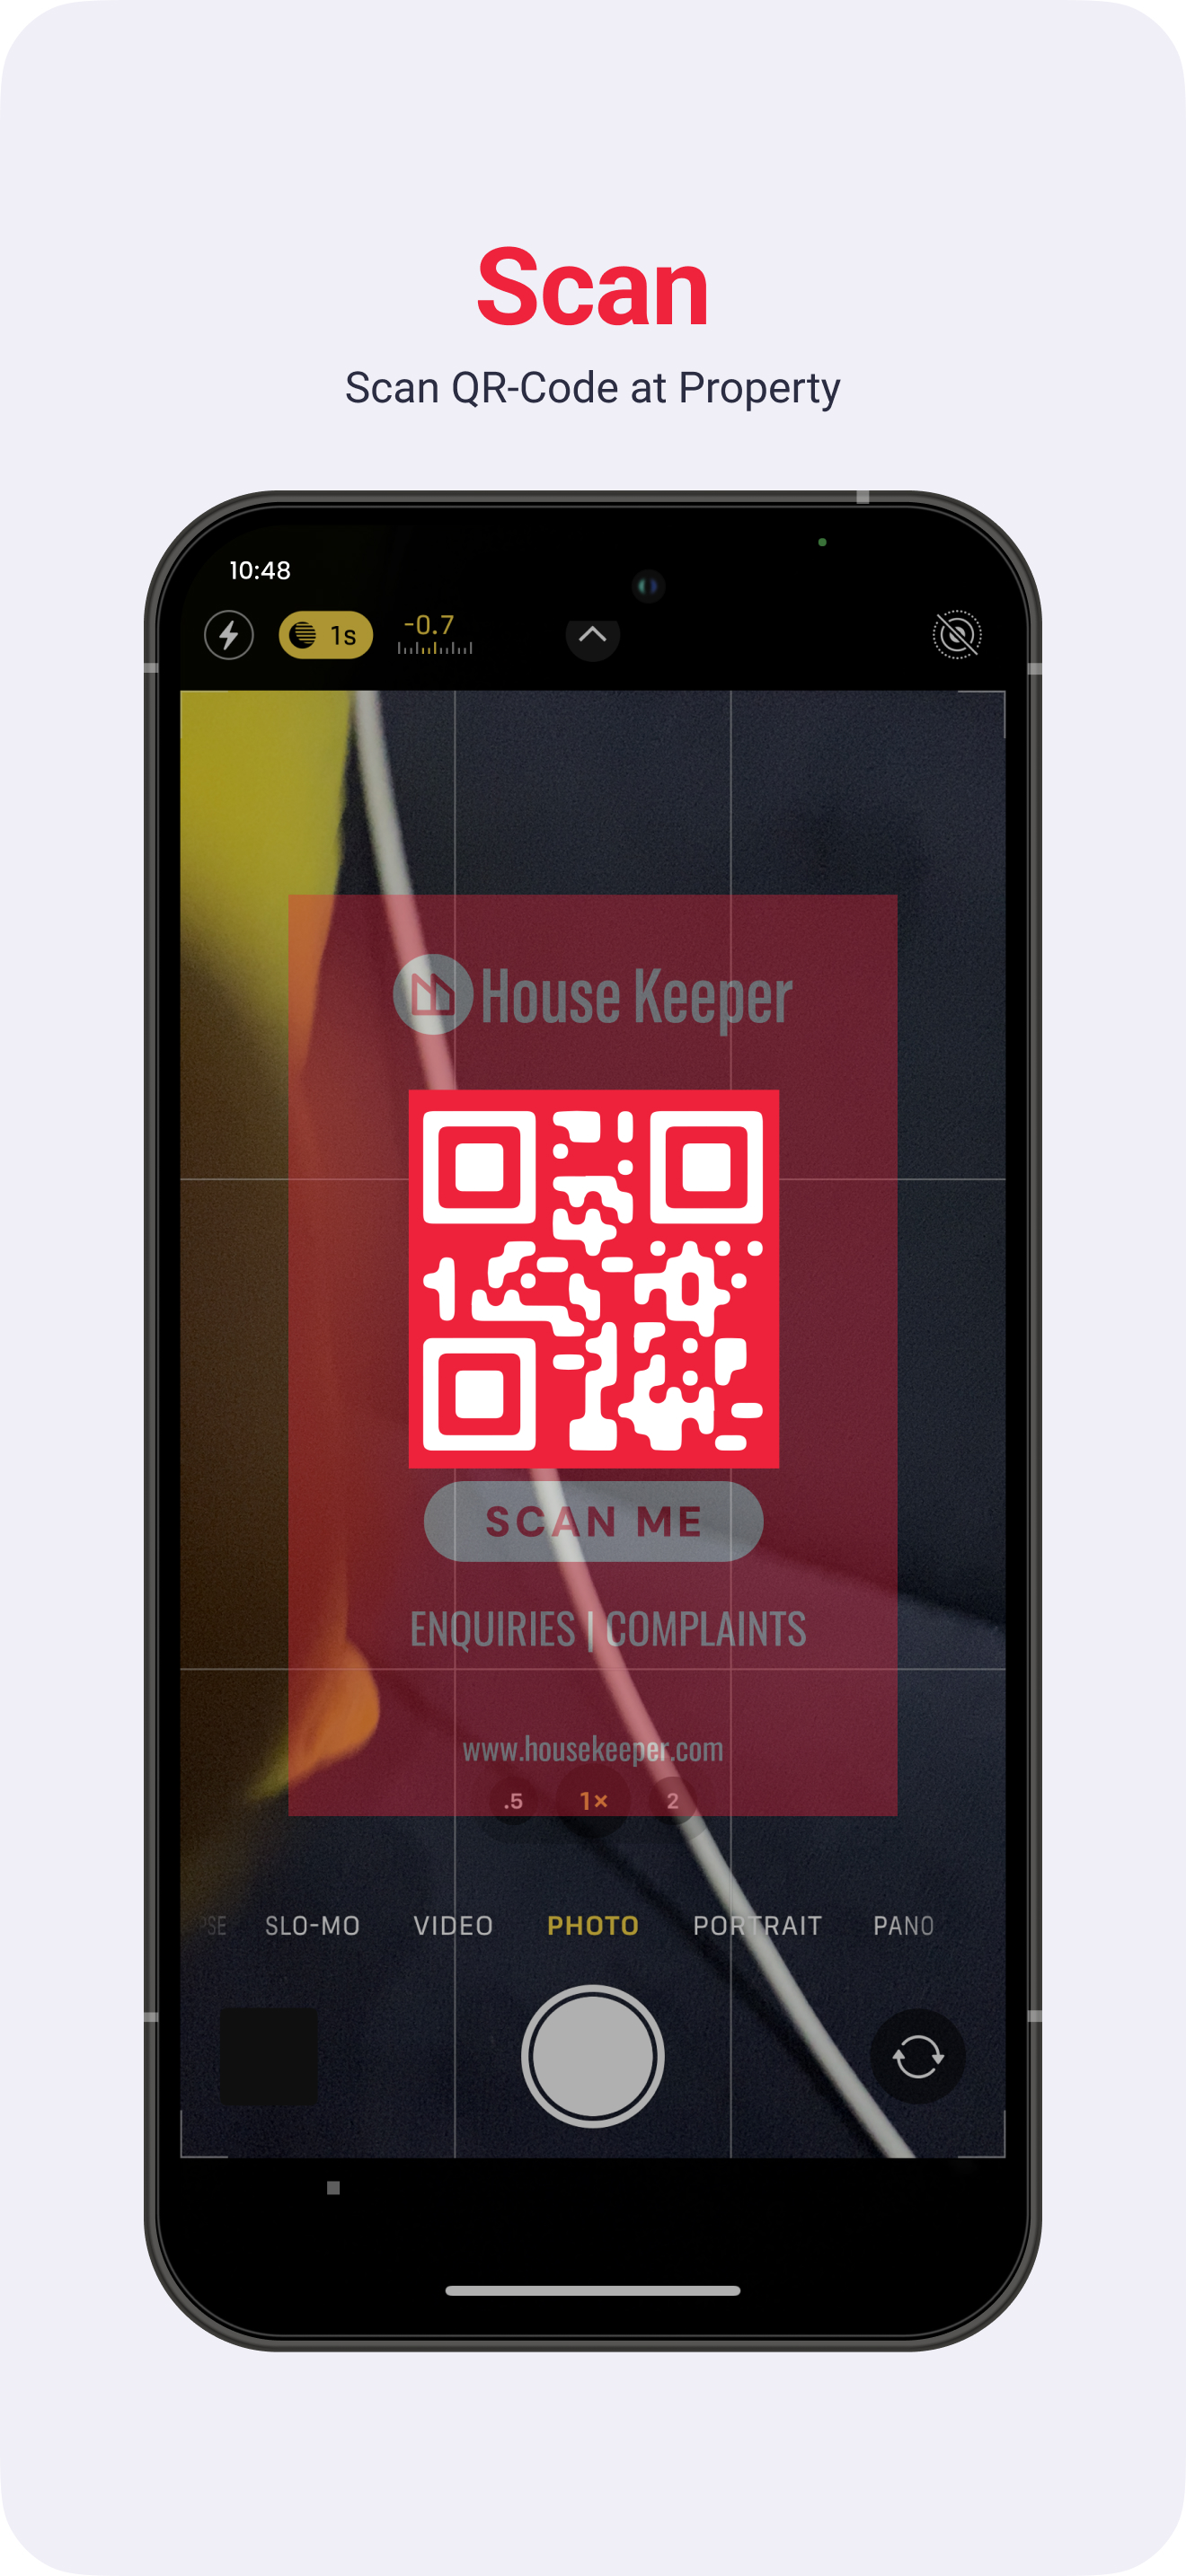 Scan
Scan QR-Code at Property
10:48
1s
-0.7
House Keeper
SCAN ME
ENQUIRIES | COMPLAINTS
www.housekeeper.com
.5 1× 2
PSE SLO-MO VIDEO PHOTO PORTRAIT PANO